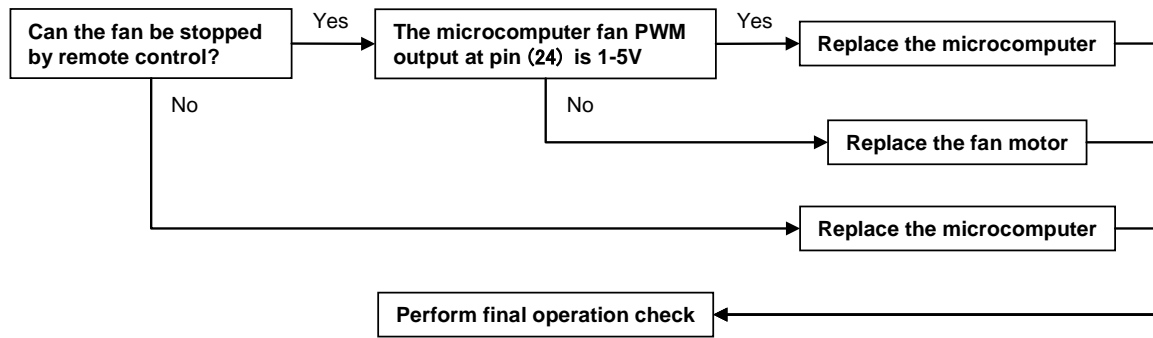 Can the fan be stopped
by remote control?
Yes
The microcomputer fan PWM
output at pin (24) is 1-5V
Yes
Replace the microcomputer
No
No
Replace the fan motor
Replace the microcomputer
Perform final operation check